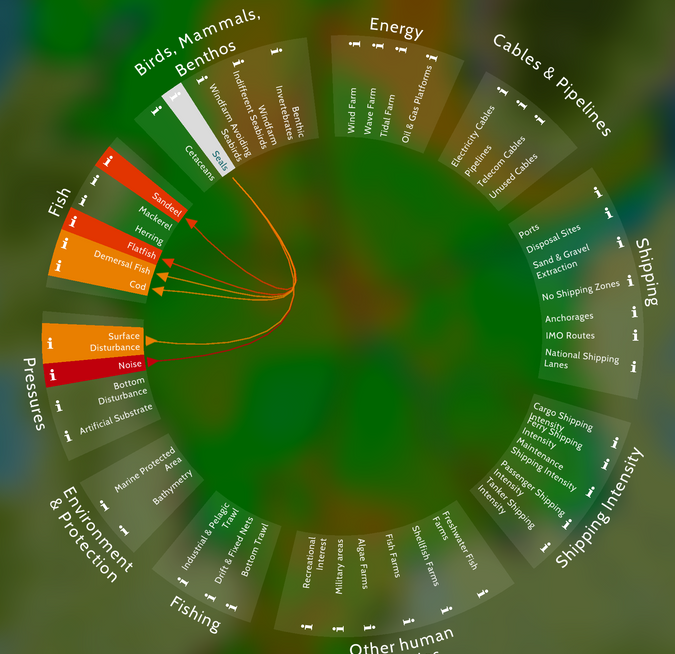 Birds, Mammals,
Benthos
Cetaceans
Seals
Windfarm Avoiding
Seabirds
Indifferent Seabirds
Windfarm
Invertebrates
Benthic
Energy
Wind Farm
Wave Farm
Tidal Farm
Oil & Gas Platforms
Cables & Pipelines
Electricity Cables
Pipelines
Telecom Cables
Unused Cables
Shipping
Ports
Disposal Sites
Sand & Gravel
Extraction
No Shipping Zones
Anchorages
IMO Routes
National Shipping
Lanes
Shipping Intensity
Cargo Shipping
Intensity
Ferry Shipping
Intensity
Maintenance
Shipping Intensity
Passenger Shipping
Intensity
Tanker Shipping
Intensity
Other human
Freshwater Fish
Farms
Shellfish Farms
Fish Farms
Algae Farms
Military areas
Recreational
Interest
Fishing
Bottom Trawl
Drift & Fixed Nets
Industrial & Pelagic
Trawl
Environment
& Protection
Bathymetry
Marine Protected
Area
Pressures
Artificial Substrate
Bottom
Disturbance
Noise
Surface
Disturbance
Fish
Cod
Demersal Fish
Flatfish
Herring
Mackerel
Sandeel